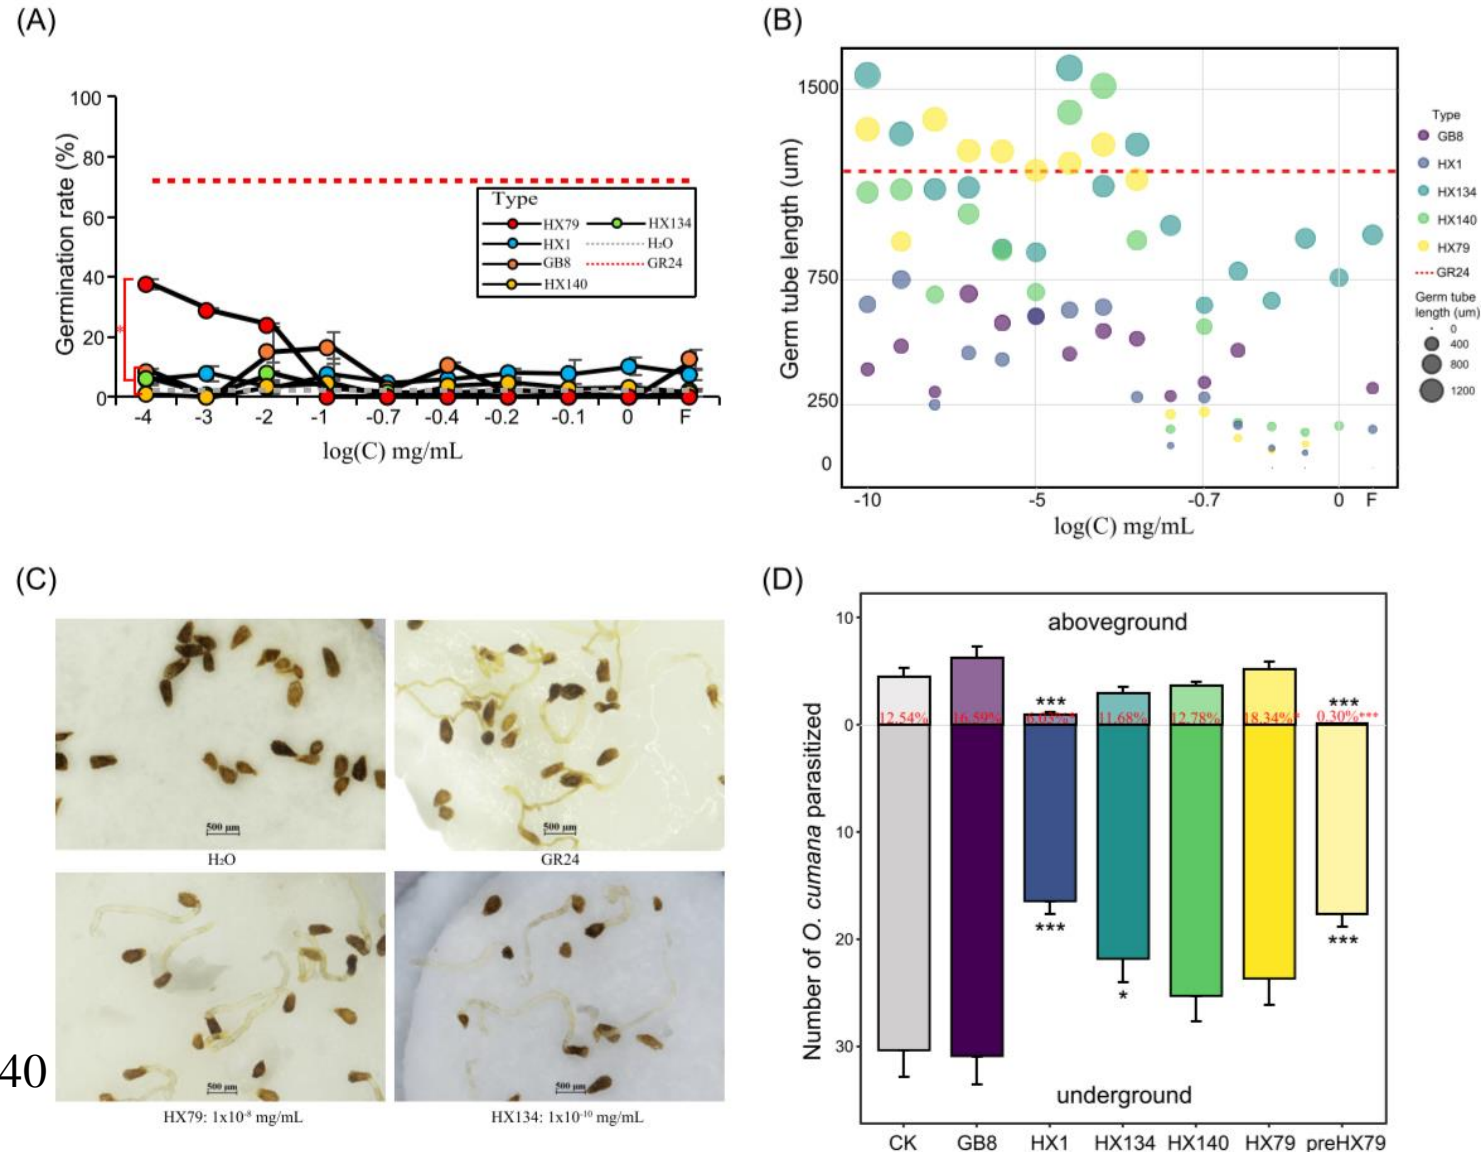 (A)
Germination rate (%)
100
80
60
40
20
0
-4 -3 -2 -1 -0.7 -0.4 -0.2 -0.1 0 F
log(C) mg/mL
Type
HX79 HX134
HX1 H₂O
GB8 GR24
HX140
*
(B)
Germ tube length (um)
1500
750
250
0
-10 -5 -0.7 0 F
log(C) mg/mL
Type
GB8
HX1
HX134
HX140
HX79
GR24
Germ tube
length (um)
0
400
800
1200
(C)
500 μm
500 μm
H₂O GR24
500 μm
500 μm
HX79: 1x10⁻⁸ mg/mL HX134: 1x10⁻¹⁰ mg/mL
40
(D)
Number of O. cumana parasitized
10
0
10
20
30
aboveground
*** ***
12.54% 16.59% 11.68% 12.78% 18.34%* 0.30%***
*** * ***
underground
CK GB8 HX1 HX134 HX140 HX79 preHX79